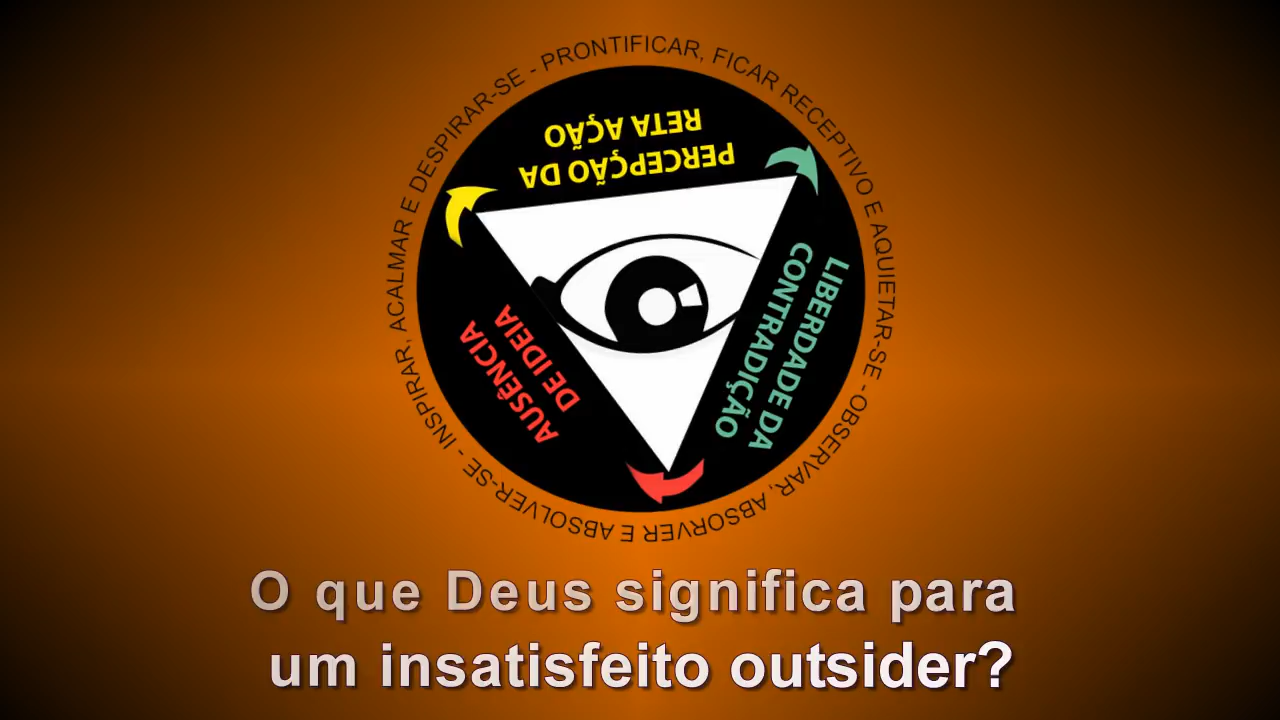 INSPIRAR, ACALMAR E DESPIRAR-SE - PRONTIFICAR, FICAR RECEPTIVO E AQUIETAR-SE - OBSERVAR, ABSORVER E ABSOLVER-SE -
PERCEPÇÃO DA
RETA AÇÃO
LIBERDADE DA
CONTRADIÇÃO
AUSÊNCIA
DE IDEIA
O que Deus significa para
um insatisfeito outsider?